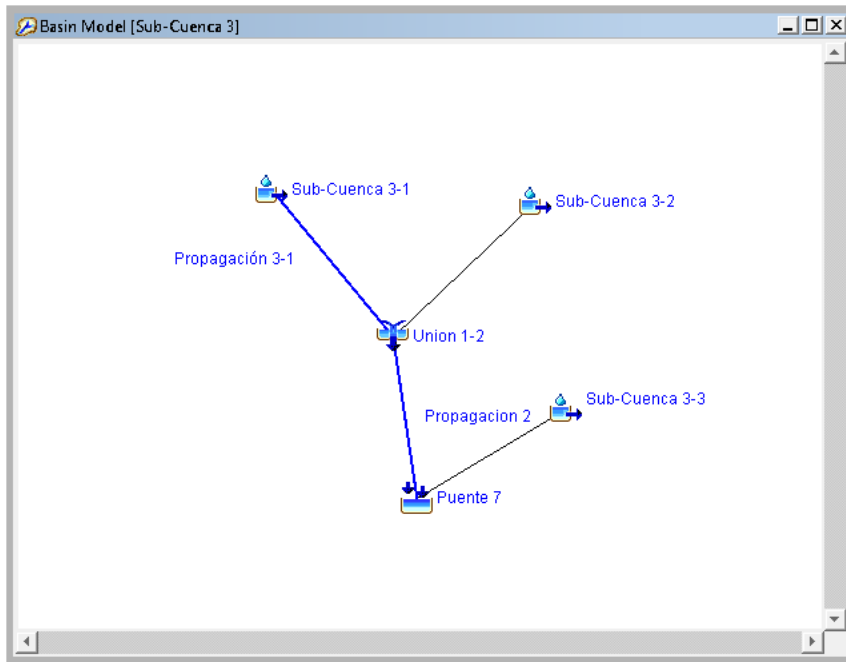 Basin Model [Sub-Cuenca 3]
Sub-Cuenca 3-1
Sub-Cuenca 3-2
Propagación 3-1
Union 1-2
Sub-Cuenca 3-3
Propagacion 2
Puente 7